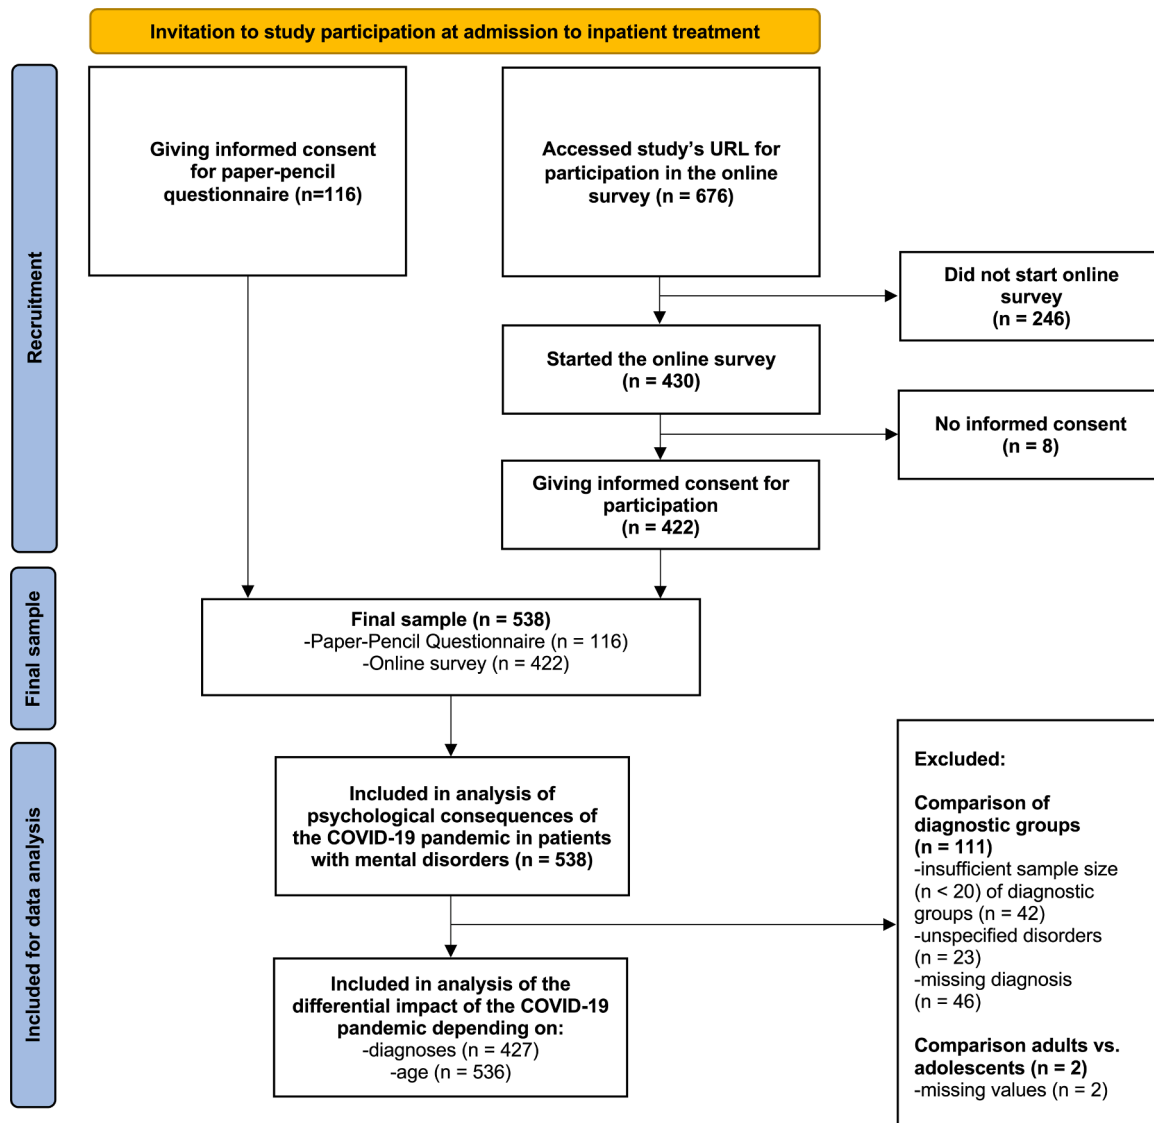 Invitation to study participation at admission to inpatient treatment
Recruitment
Giving informed consent
for paper-pencil
questionnaire (n=116)
Accessed study’s URL for
participation in the online
survey (n = 676)
Did not start online
survey
(n = 246)
Started the online survey
(n = 430)
No informed consent
(n = 8)
Giving informed consent for
participation
(n = 422)
Final sample
Final sample (n = 538)
-Paper-Pencil Questionnaire (n = 116)
-Online survey (n = 422)
Included for data analysis
Included in analysis of
psychological consequences of
the COVID-19 pandemic in patients
with mental disorders (n = 538)
Excluded:
Comparison of
diagnostic groups
(n = 111)
-insufficient sample size
(n < 20) of diagnostic
groups (n = 42)
-unspecified disorders
(n = 23)
-missing diagnosis
(n = 46)
Comparison adults vs.
adolescents (n = 2)
-missing values (n = 2)
Included in analysis of the
differential impact of the COVID-19
pandemic depending on:
-diagnoses (n = 427)
-age (n = 536)